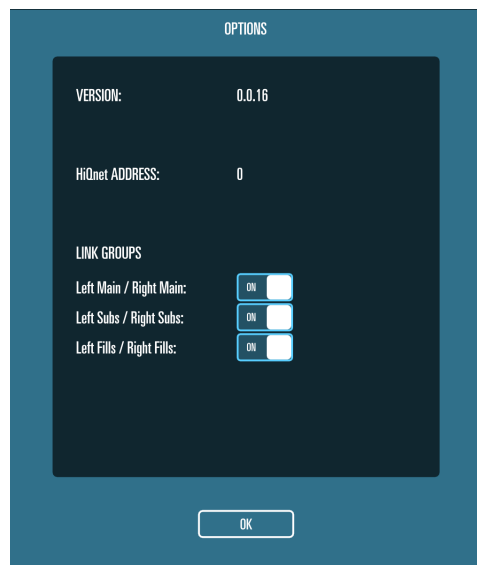 OPTIONS
VERSION: 0.0.16
HiQnet ADDRESS: 0
LINK GROUPS
Left Main / Right Main: ON
Left Subs / Right Subs: ON
Left Fills / Right Fills: ON
OK